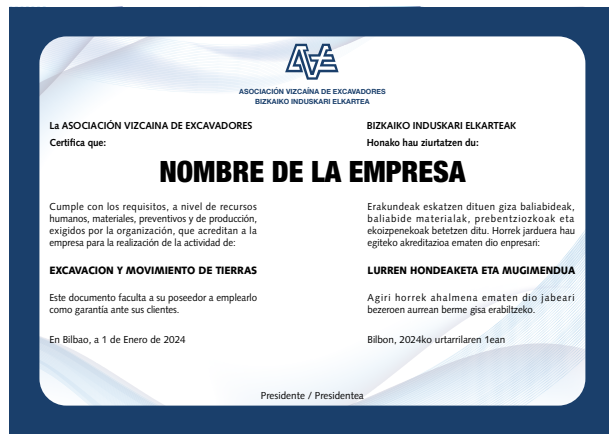 AVE
ASOCIACIÓN VIZCAÍNA DE EXCAVADORES
BIZKAIKO INDUSKARI ELKARTEA
La ASOCIACIÓN VIZCAINA DE EXCAVADORES
Certifica que:
BIZKAIKO INDUSKARI ELKARTEAK
Honako hau ziurtatzen du:
NOMBRE DE LA EMPRESA
Cumple con los requisitos, a nivel de recursos
humanos, materiales, preventivos y de producción,
exigidos por la organización, que acreditan a la
empresa para la realización de la actividad de:
EXCAVACION Y MOVIMIENTO DE TIERRAS
Este documento faculta a su poseedor a emplearlo
como garantía ante sus clientes.
En Bilbao, a 1 de Enero de 2024
Erakundeak eskatzen dituen giza baliabideak,
baliabide materialak, prebentziozkoak eta
ekoizpenekoak betetzen ditu. Horrek jarduera hau
egiteko akreditazioa ematen dio enpresari:
LURREN HONDEAKETA ETA MUGIMENDUA
Agiri horrek ahalmena ematen dio jabeari
bezeroen aurrean berme gisa erabiltzeko.
Bilbon, 2024ko urtarrilaren 1ean
Presidente / Presidentea